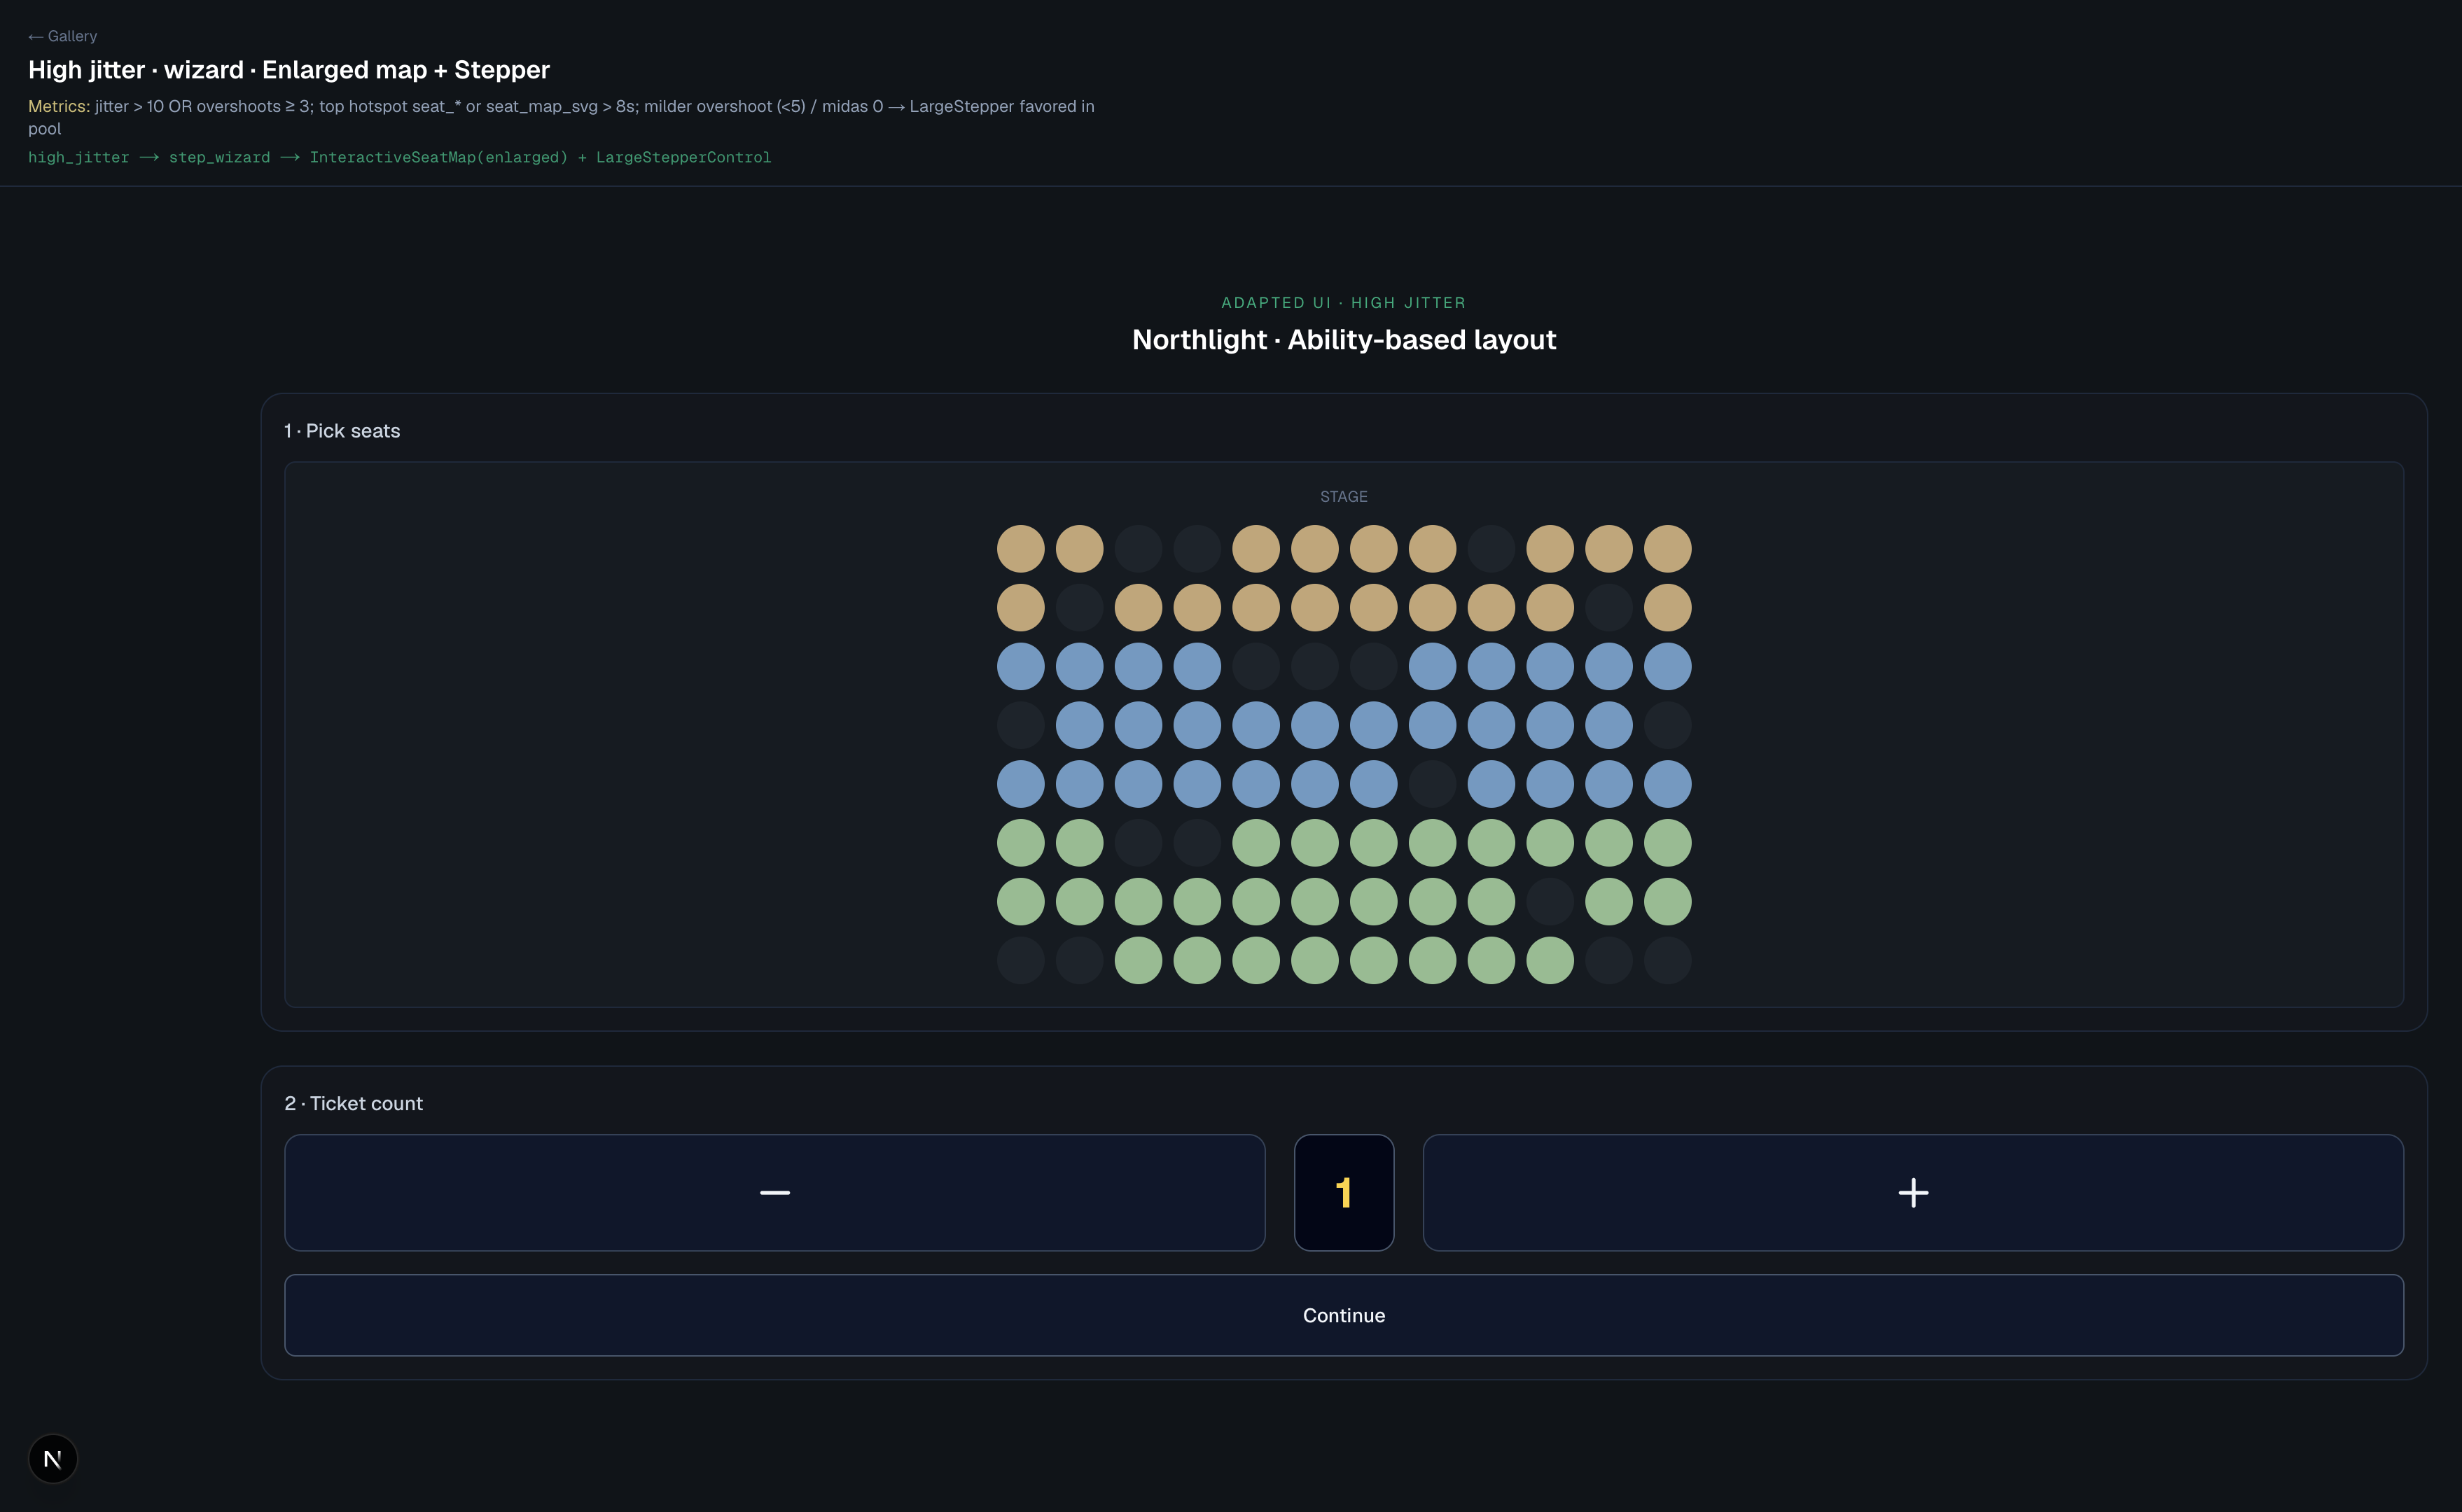 ← Gallery
High jitter · wizard · Enlarged map + Stepper
Metrics: jitter > 10 OR overshoots ≥ 3; top hotspot seat_* or seat_map_svg > 8s; milder overshoot (<5) / midas 0 → LargeStepper favored in
pool
high_jitter → step_wizard → InteractiveSeatMap(enlarged) + LargeStepperControl
ADAPTED UI · HIGH JITTER
Northlight · Ability-based layout
1 · Pick seats
STAGE
2 · Ticket count
− 1 +
Continue
N